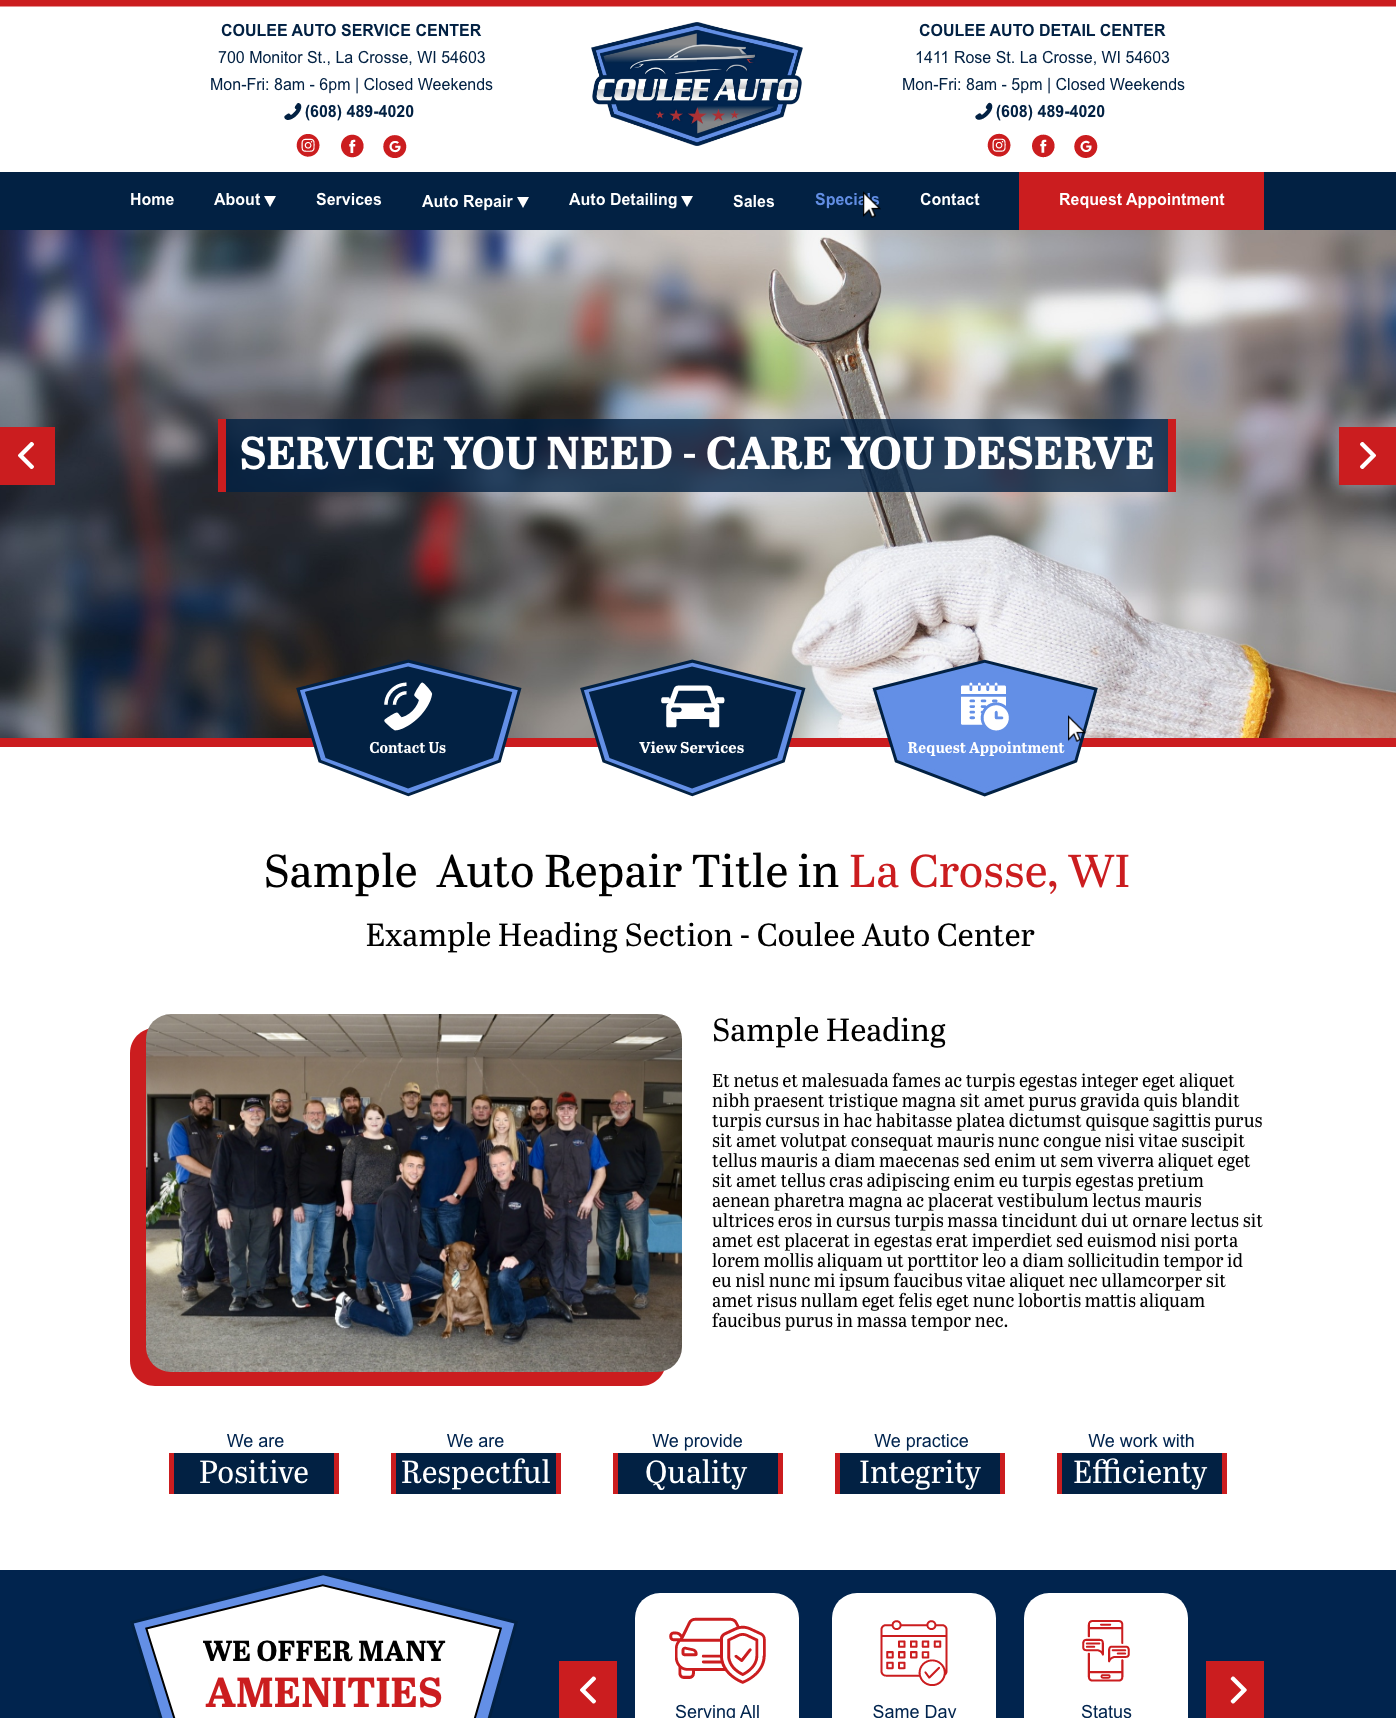 COULEE AUTO SERVICE CENTER
700 Monitor St., La Crosse, WI 54603
Mon-Fri: 8am - 6pm | Closed Weekends
(608) 489-4020
COULEE AUTO
COULEE AUTO DETAIL CENTER
1411 Rose St. La Crosse, WI 54603
Mon-Fri: 8am - 5pm | Closed Weekends
(608) 489-4020
Home About Services Auto Repair Auto Detailing Sales Specials Contact Request Appointment
SERVICE YOU NEED - CARE YOU DESERVE
Contact Us
View Services
Request Appointment
Sample Auto Repair Title in La Crosse, WI
Example Heading Section - Coulee Auto Center
Sample Heading
Et netus et malesuada fames ac turpis egestas integer eget aliquet
nibh praesent tristique magna sit amet purus gravida quis blandit
turpis cursus in hac habitasse platea dictumst quisque sagittis purus
sit amet volutpat consequat mauris nunc congue nisi vitae suscipit
tellus mauris a diam maecenas sed enim ut sem viverra aliquet eget
sit amet tellus cras adipiscing enim eu turpis egestas pretium
aenean pharetra magna ac placerat vestibulum lectus mauris
ultrices eros in cursus turpis massa tincidunt dui ut ornare lectus sit
amet est placerat in egestas erat imperdiet sed euismod nisi porta
lorem mollis aliquam ut porttitor leo a diam sollicitudin tempor id
eu nisl nunc mi ipsum faucibus vitae aliquet nec ullamcorper sit
amet risus nullam eget felis eget nunc lobortis mattis aliquam
faucibus purus in massa tempor nec.
We are
Positive
We are
Respectful
We provide
Quality
We practice
Integrity
We work with
Efficienty
WE OFFER MANY
AMENITIES
Serving All
Same Day
Status